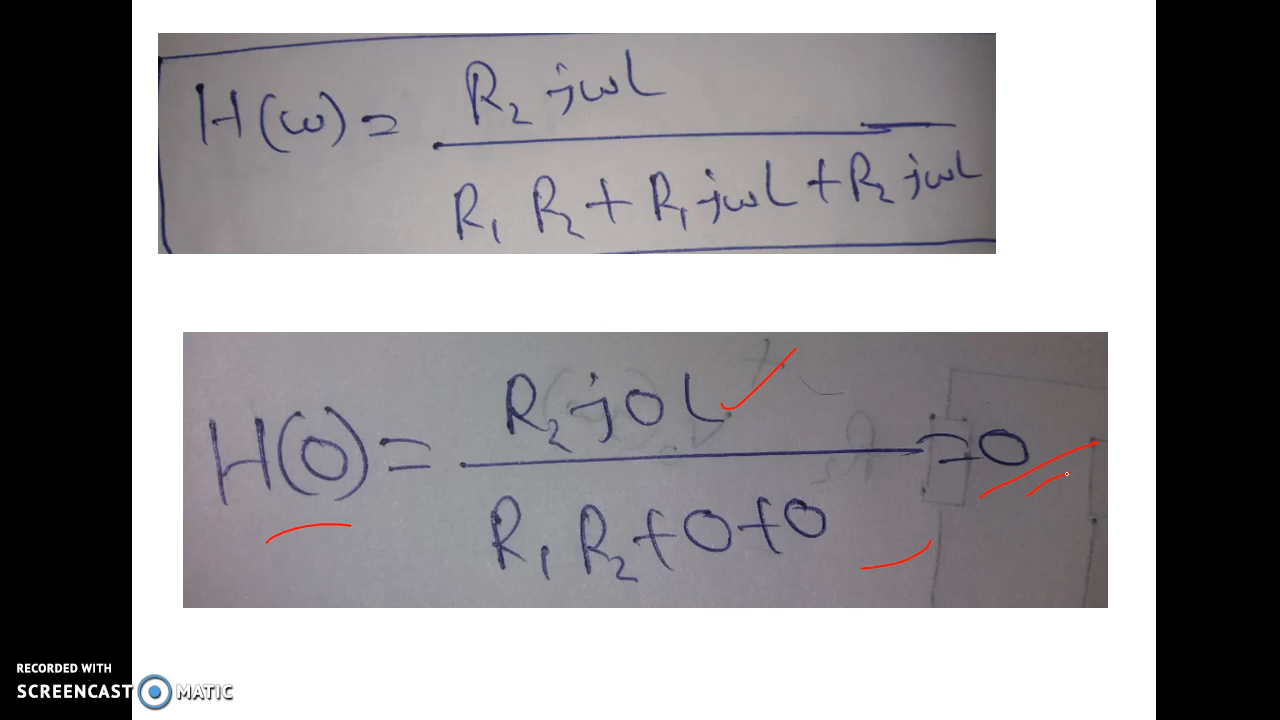 H(ω) = R₂ jωL
R₁ R₂ + R₁ jωL + R₂ jωL
H(0) = R₂ j0L = 0
R₁ R₂ + 0 + 0
RECORDED WITH
SCREENCAST MATIC